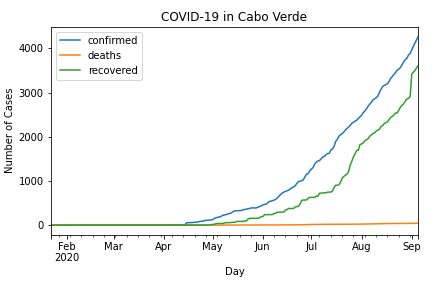 COVID-19 in Cabo Verde
confirmed
deaths
recovered
Number of Cases
4000
3000
2000
1000
0
Feb
2020
Mar
Apr
May
Jun
Jul
Aug
Sep
Day